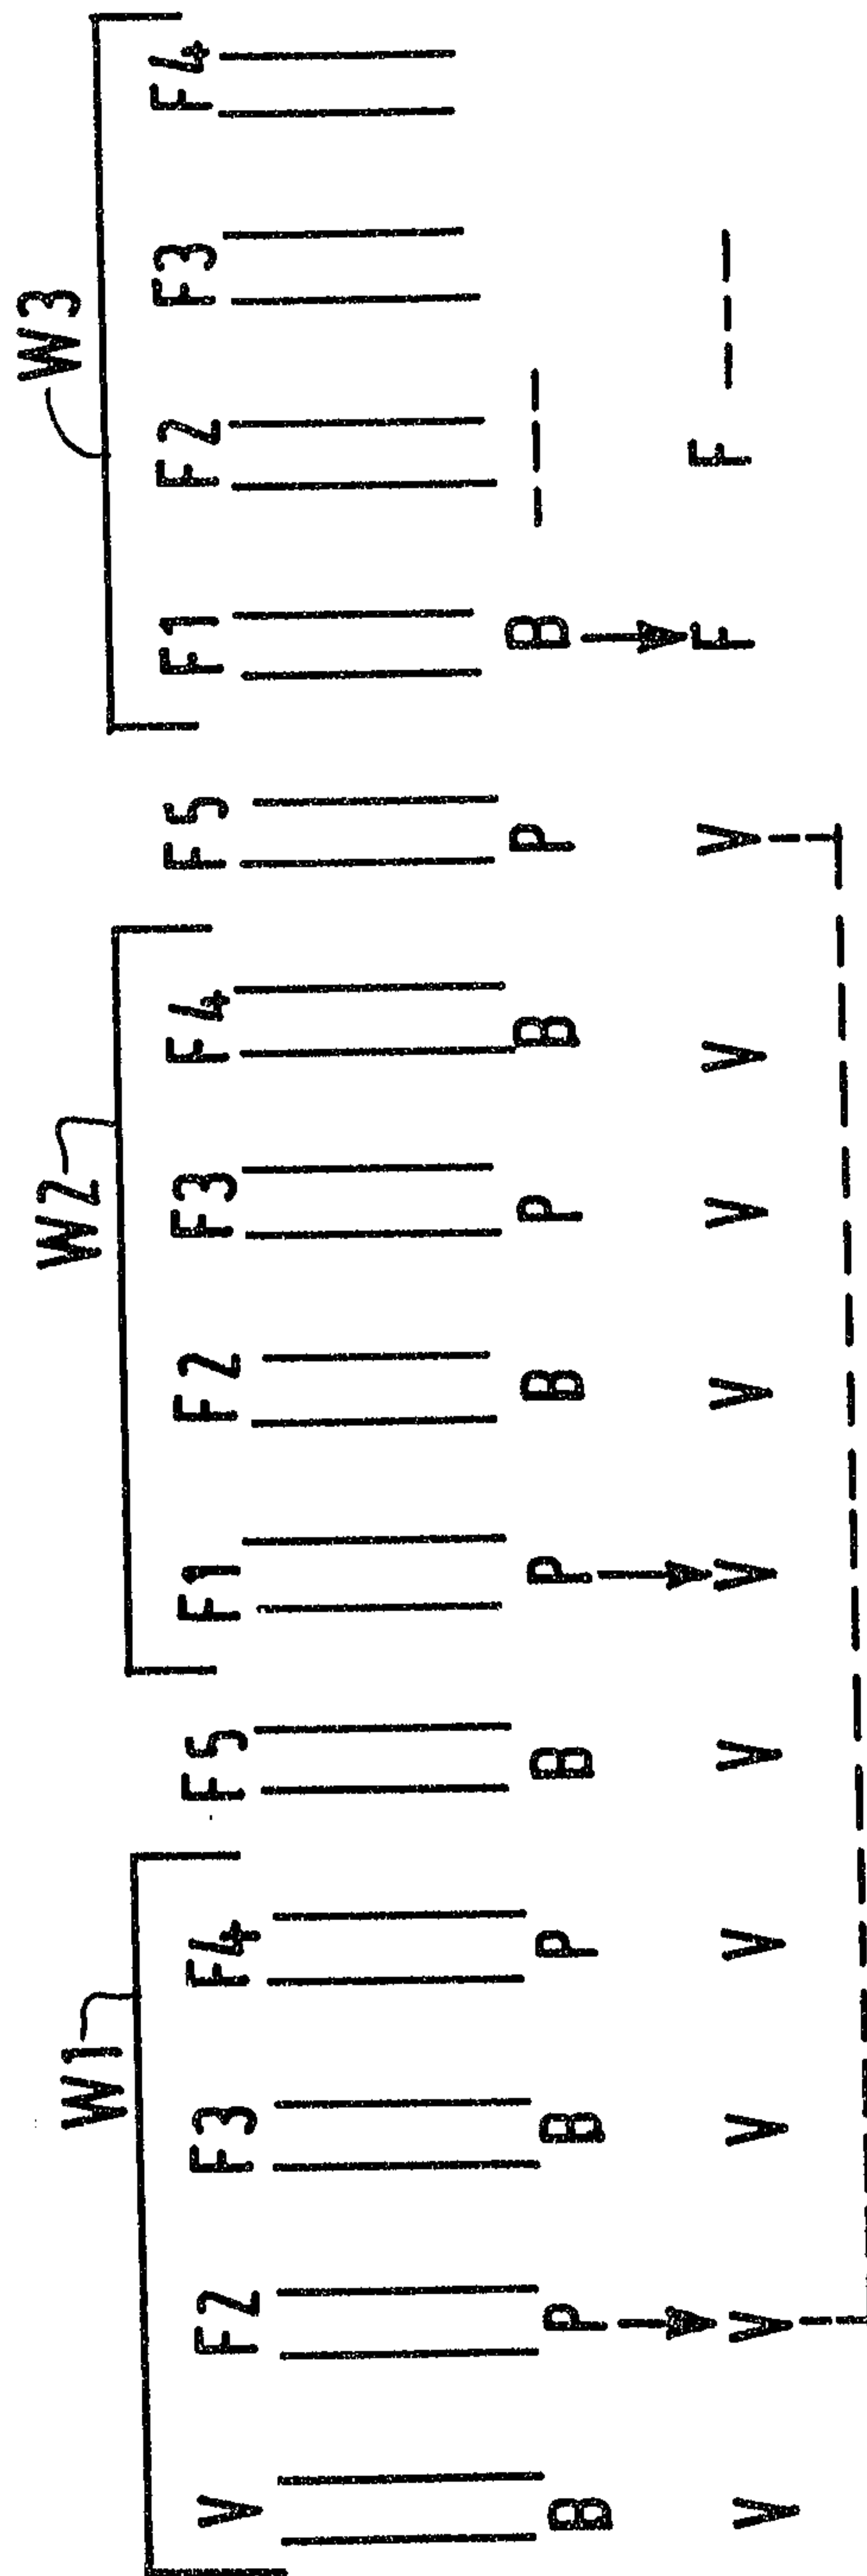 W1 W2 W3
V F2 F3 F4 F5 F1 F2 F3 F4 F5 F1 F2 F3 F4
B P B P B P B P B P B
V V V V V V V V V V F F